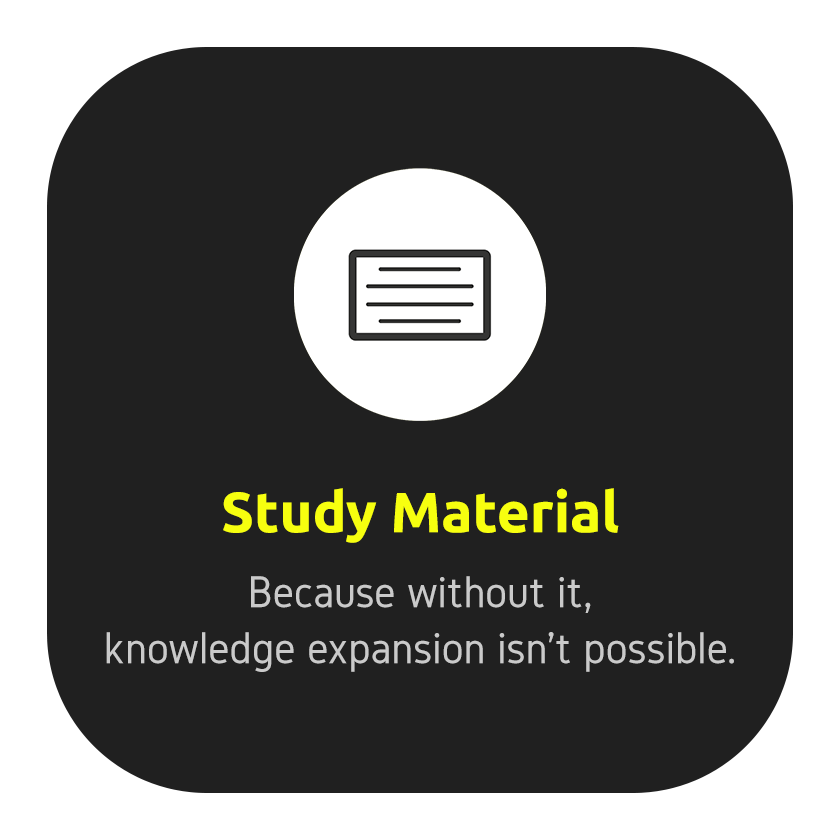 Study Material
Because without it,
knowledge expansion isn’t possible.